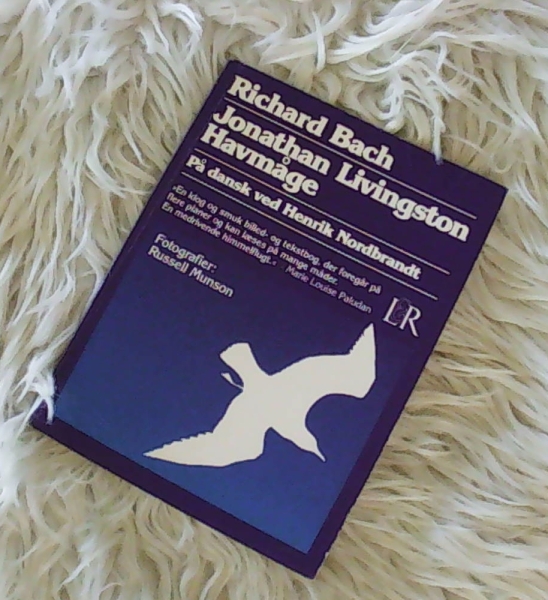 Richard Bach
Jonathan Livingston
Havmåge
På dansk ved Henrik Nordbrandt
»En klog og smuk billed- og tekstbog, der foregår på
flere planer og kan læses på mange måder.
En medrivende himmelflugt.« Marie Louise Paludan
Fotografier:
Russell Munson
L&R